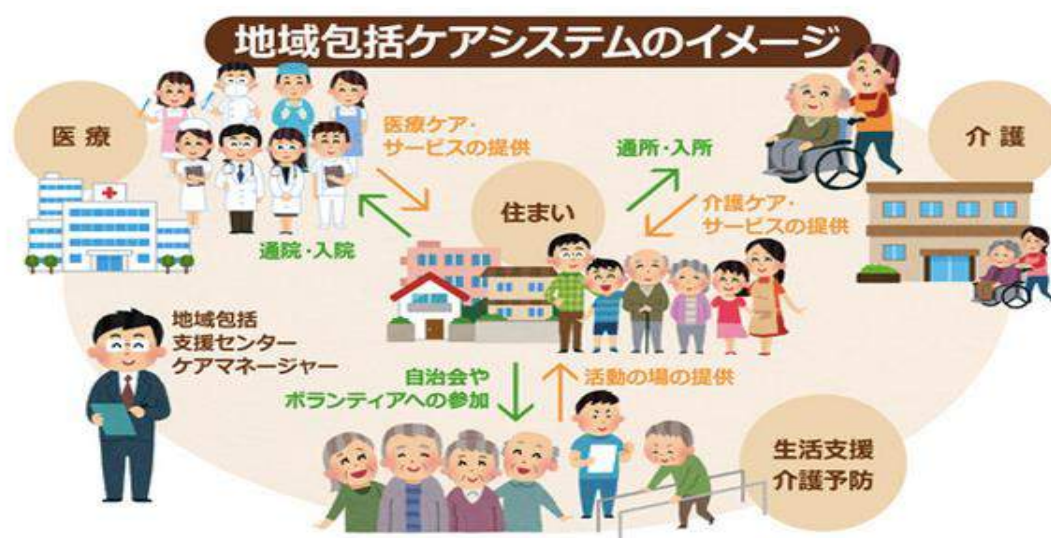 地域包括ケアシステムのイメージ
医療
医療ケア・
サービスの提供
通所・入所
介護
住まい
介護ケア・
サービスの提供
通院・入院
地域包括
支援センター
ケアマネージャー
自治会や
ボランティアへの参加
活動の場の提供
生活支援
介護予防